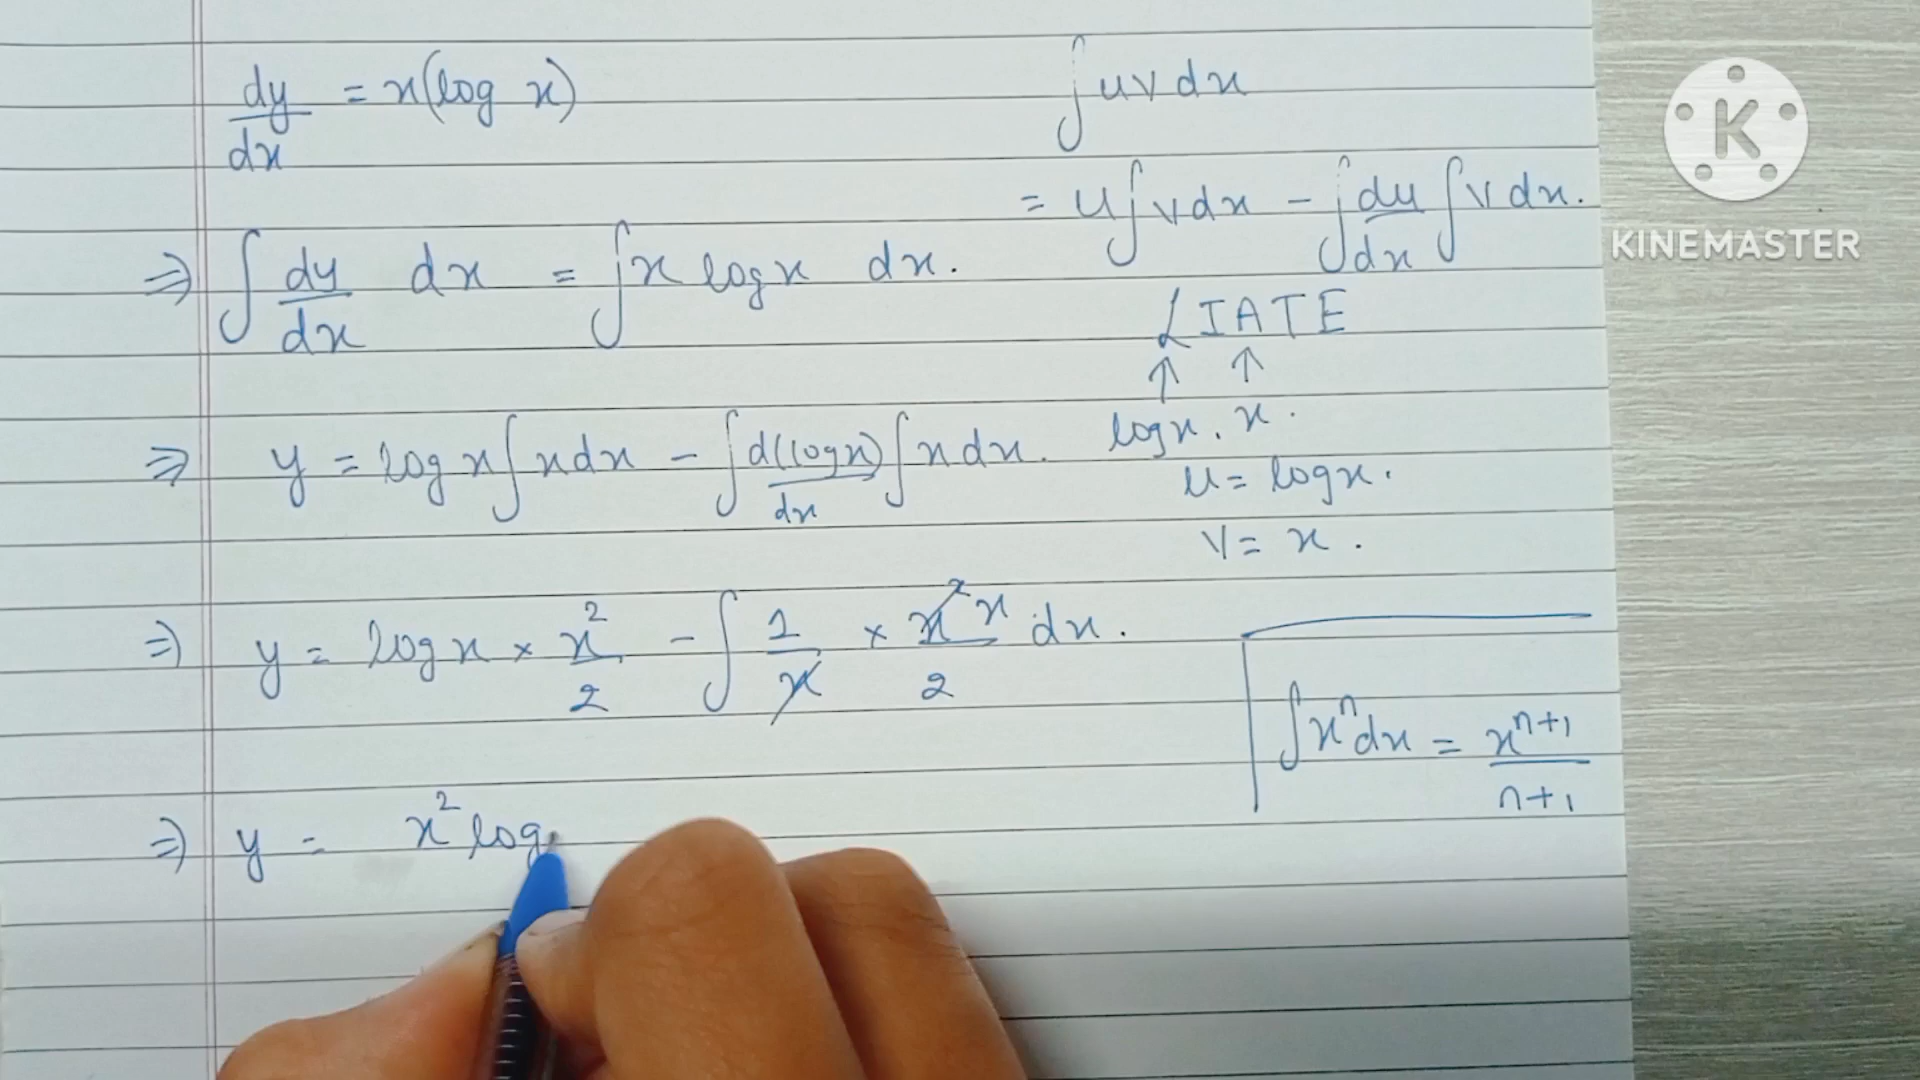 dy/dx = x(log x)
⇒ ∫ dy/dx dx = ∫ x log x dx.
⇒ y = log x ∫ x dx - ∫ d(log x)/dx ∫ x dx.
⇒ y = log x × x²/2 - ∫ 1/x × x²/2 x dx.
⇒ y = x² log
∫ uv dx
= u ∫ v dx - ∫ du/dx ∫ v dx.
LIATE
↑ ↑
log x . x .
u = log x .
v = x .
∫ xⁿ dx = xⁿ⁺¹/n+1
K
KINEMASTER